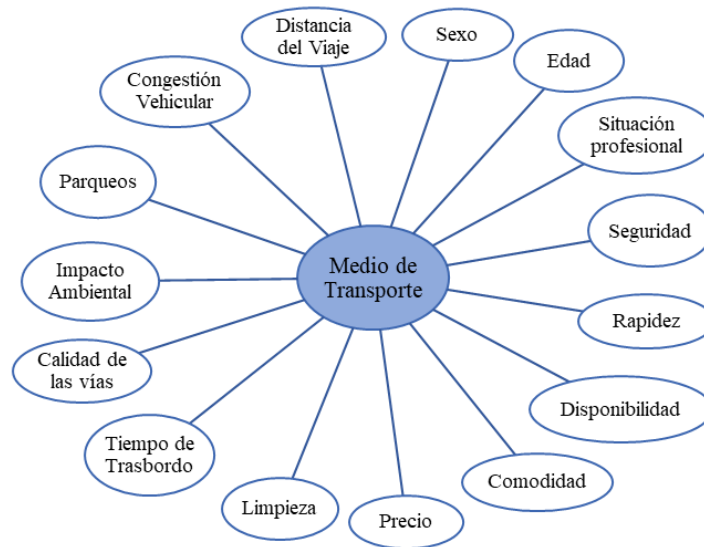 Distancia
del Viaje
Sexo
Edad
Congestión
Vehicular
Situación
profesional
Parqueos
Seguridad
Medio de
Transporte
Impacto
Ambiental
Rapidez
Calidad de
las vías
Disponibilidad
Tiempo de
Trasbordo
Comodidad
Limpieza
Precio